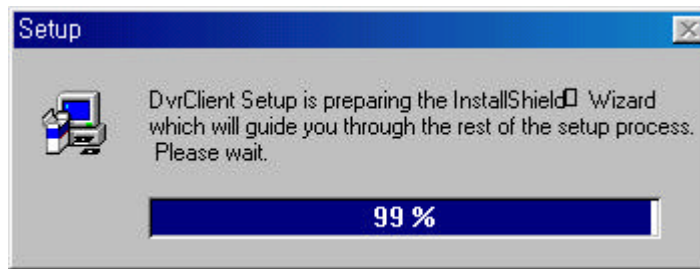 Setup
DvrClient Setup is preparing the InstallShield▯ Wizard
which will guide you through the rest of the setup process.
Please wait.
99 %